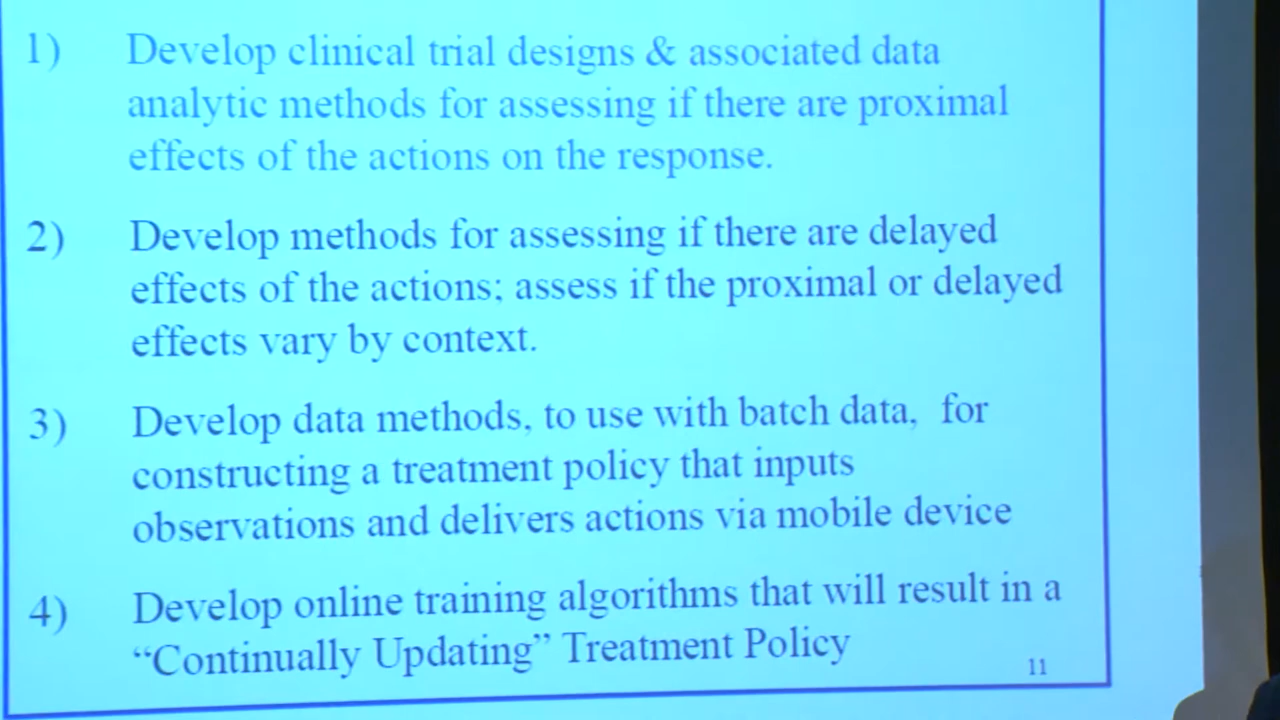 1) Develop clinical trial designs & associated data
analytic methods for assessing if there are proximal
effects of the actions on the response.
2) Develop methods for assessing if there are delayed
effects of the actions; assess if the proximal or delayed
effects vary by context.
3) Develop data methods, to use with batch data, for
constructing a treatment policy that inputs
observations and delivers actions via mobile device
4) Develop online training algorithms that will result in a
“Continually Updating” Treatment Policy
11